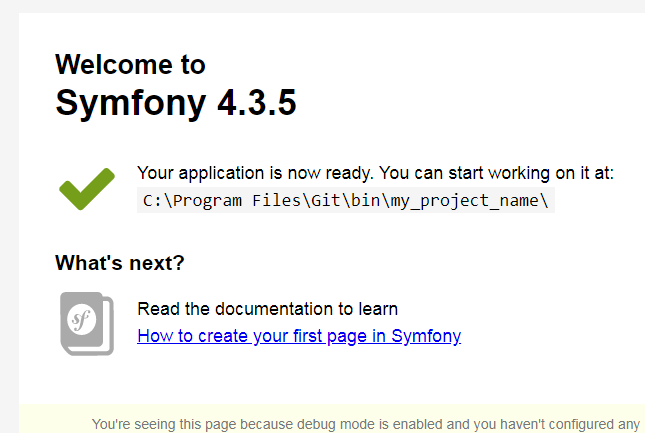 Welcome to
Symfony 4.3.5
Your application is now ready. You can start working on it at:
C:\Program Files\Git\bin\my_project_name\
What's next?
sf
Read the documentation to learn
How to create your first page in Symfony
You're seeing this page because debug mode is enabled and you haven't configured any